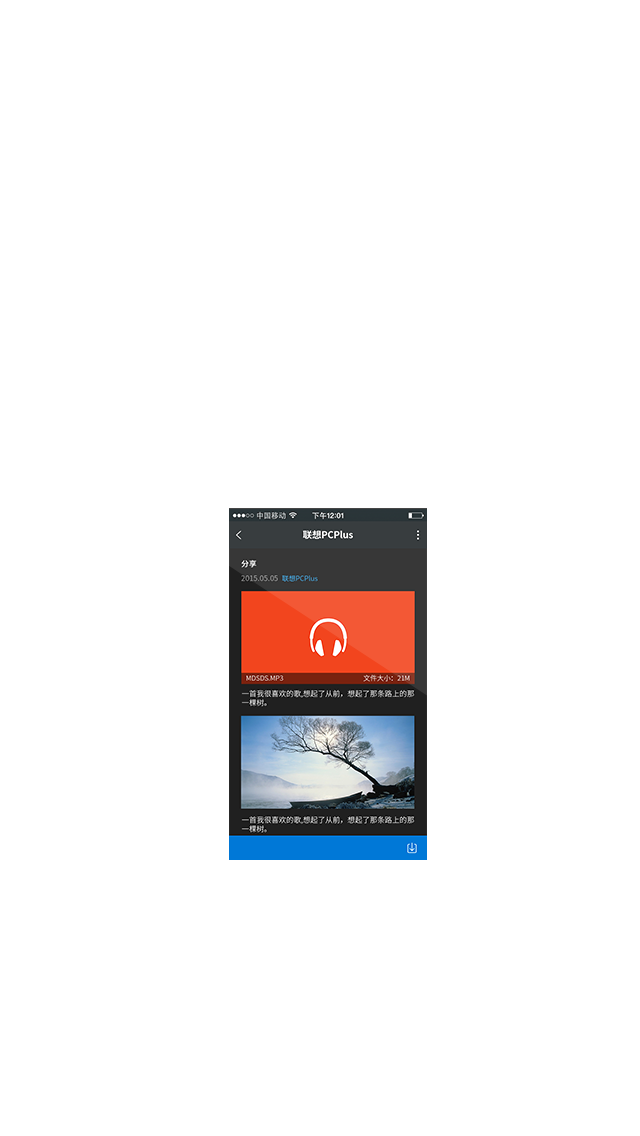 中国移动 下午12:01
联想PCPlus
分享
2015.05.05 联想PCPlus
MDSDS.MP3 文件大小：21M
一首我很喜欢的歌,想起了从前，想起了那条路上的那
一棵树。
一首我很喜欢的歌,想起了从前，想起了那条路上的那
一棵树。